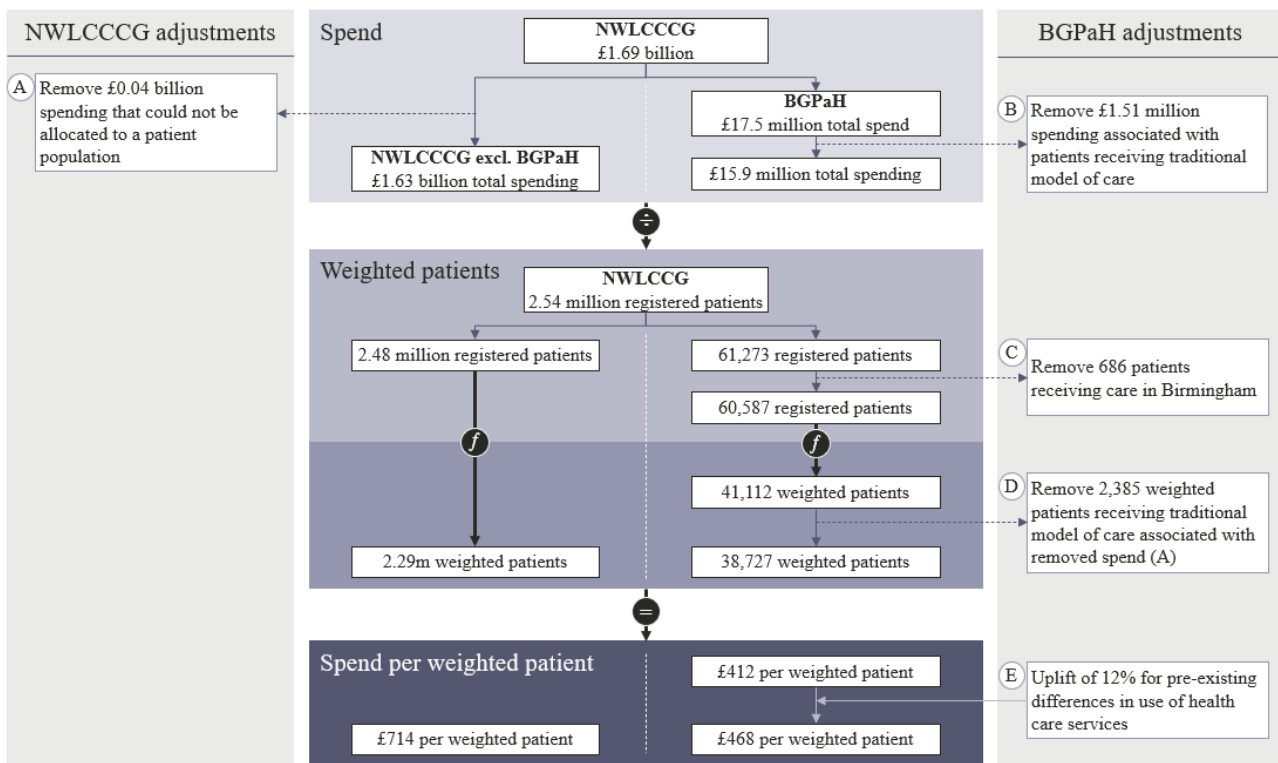 NWLCCCG adjustments
A
Remove £0.04 billion
spending that could not be
allocated to a patient
population
Spend
NWLCCCG
£1.69 billion
BGPaH
£17.5 million total spend
NWLCCCG excl. BGPaH
£1.63 billion total spending
£15.9 million total spending
BGPaH adjustments
B
Remove £1.51 million
spending associated with
patients receiving traditional
model of care
÷
Weighted patients
NWLCCG
2.54 million registered patients
2.48 million registered patients
61,273 registered patients
C
Remove 686 patients
receiving care in Birmingham
60,587 registered patients
f
f
41,112 weighted patients
D
Remove 2,385 weighted
patients receiving traditional
model of care associated with
removed spend (A)
2.29m weighted patients
38,727 weighted patients
=
Spend per weighted patient
£412 per weighted patient
E
Uplift of 12% for pre-existing
differences in use of health
care services
£714 per weighted patient
£468 per weighted patient